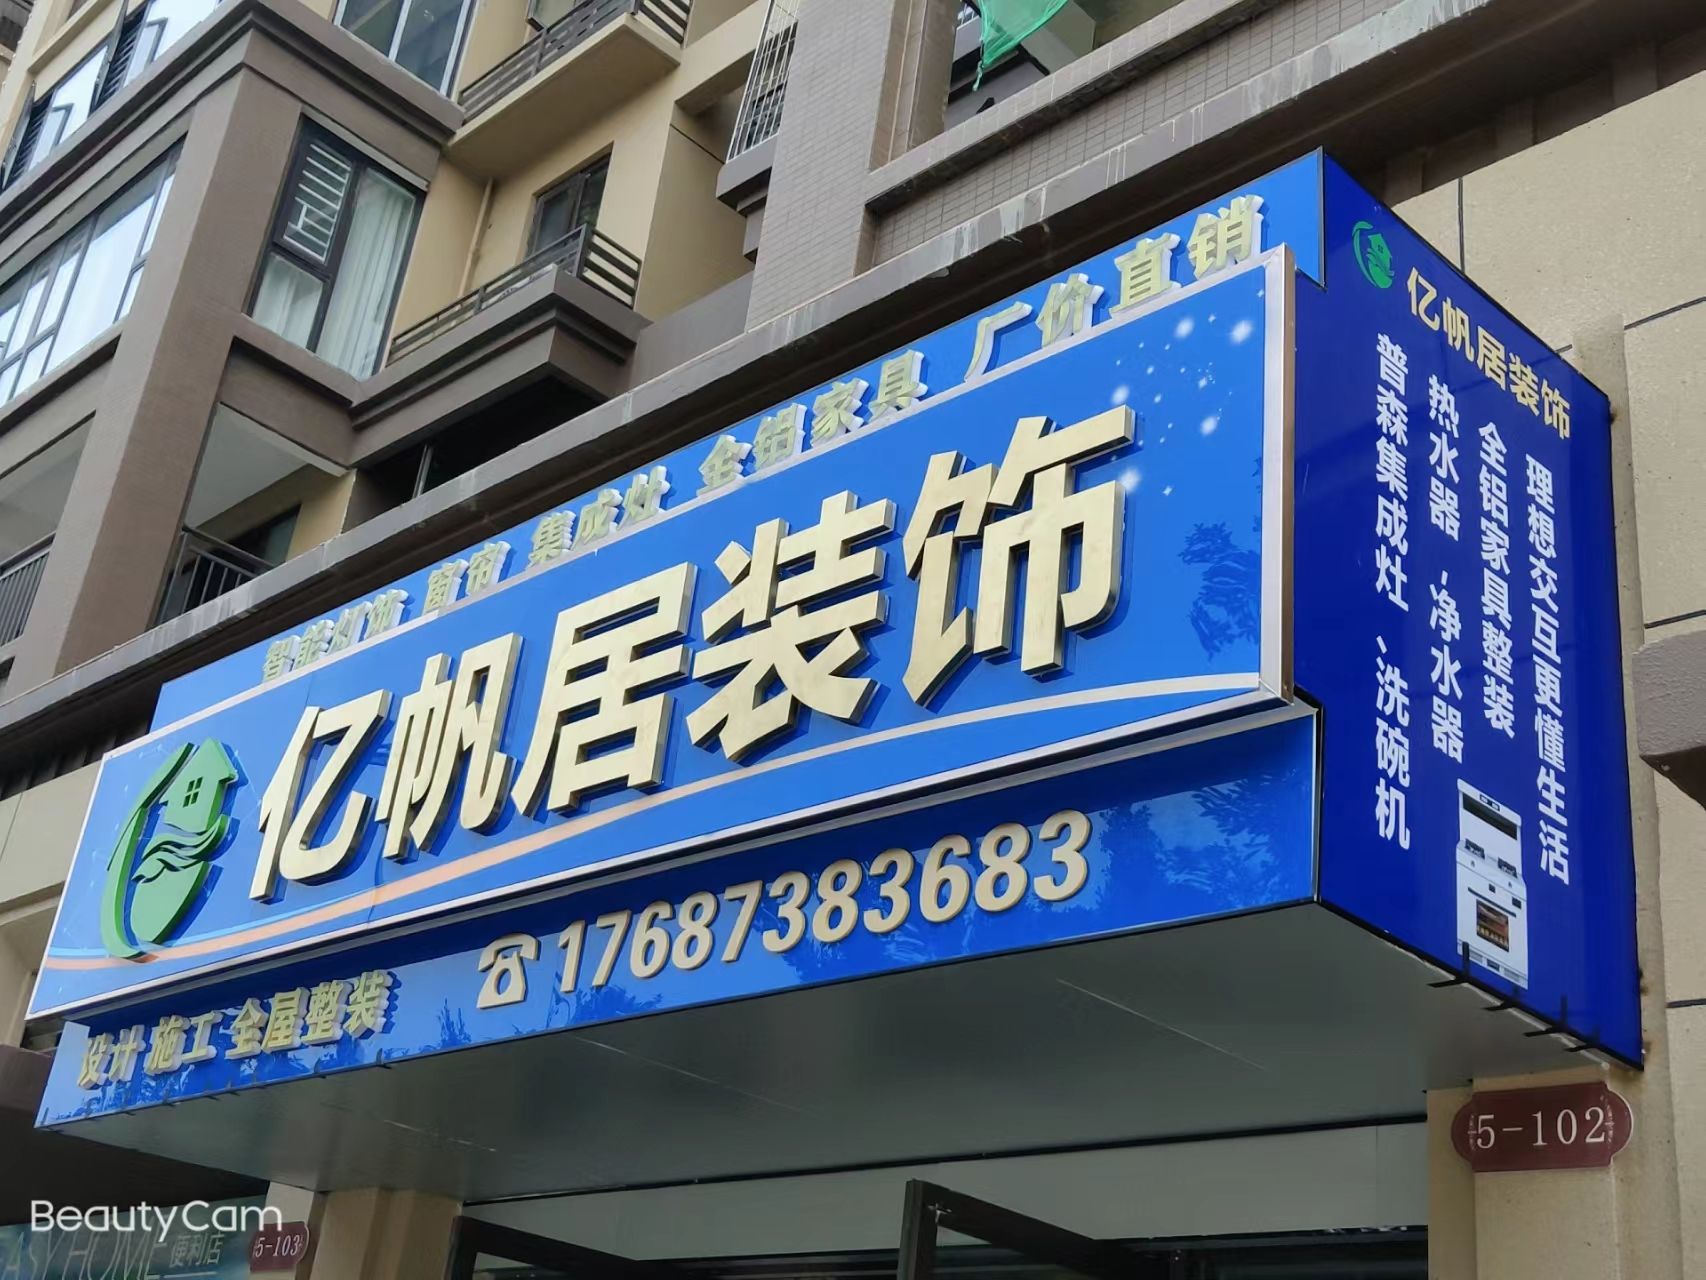 智能灯饰 窗帘 集成灶 全铝家具 厂价直销
亿帆居装饰
设计 施工 全屋整装
☎17687383683
亿帆居装饰
普森集成灶、洗碗机
热水器、净水器
全铝家具整装
理想交互更懂生活
5-102
5-103
ASY HOME 便利店
BeautyCam